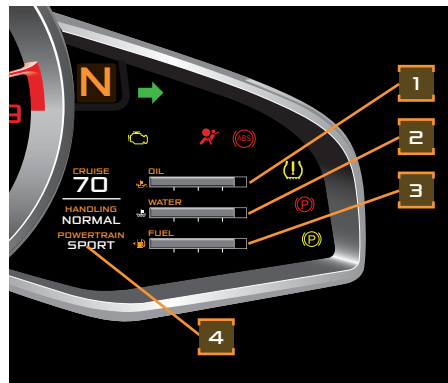 N
1
(ABS)
CRUISE
70
OIL
2
HANDLING
NORMAL
WATER
(P)
3
POWERTRAIN
SPORT
FUEL
(P)
4